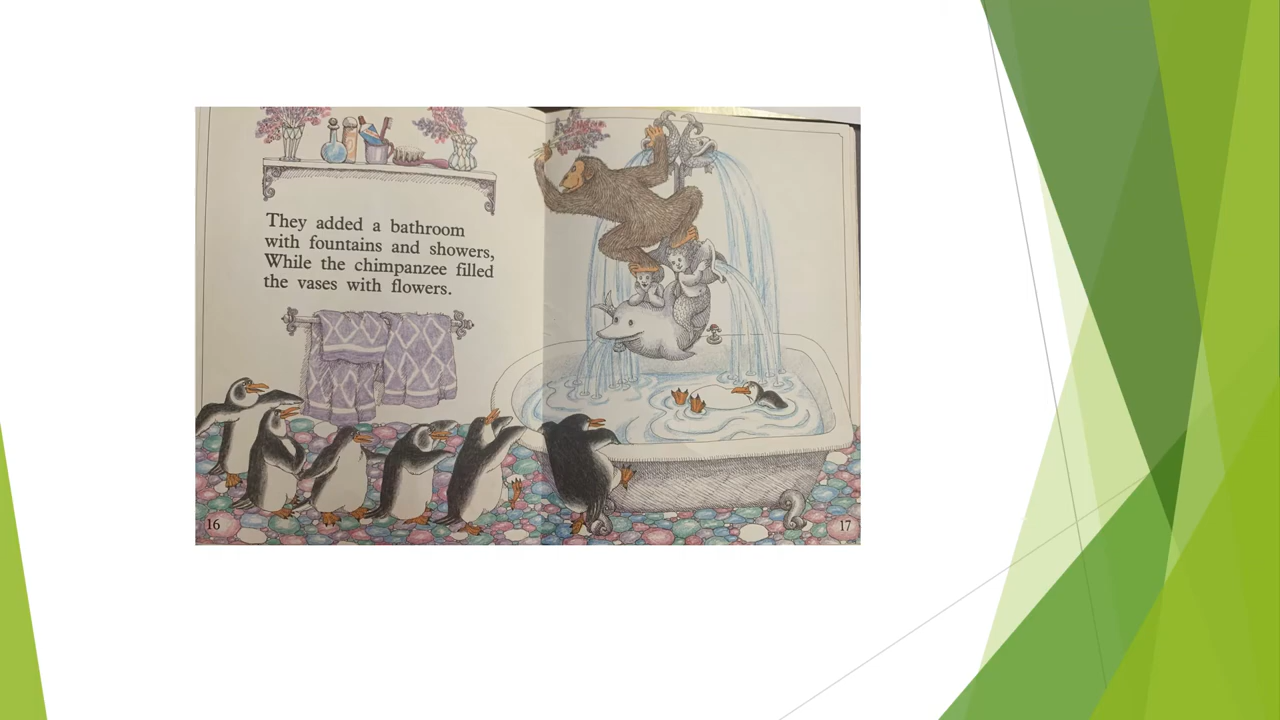 They added a bathroom
with fountains and showers,
While the chimpanzee filled
the vases with flowers.
16
17